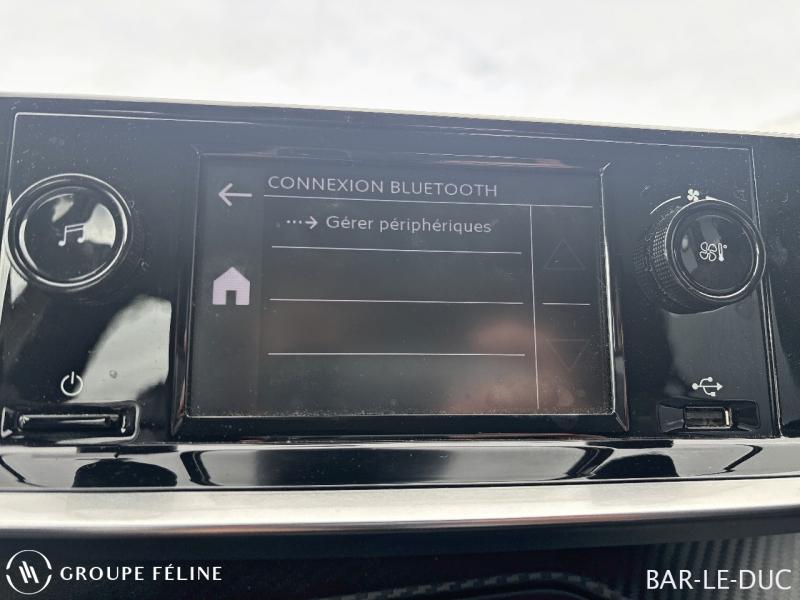 CONNEXION BLUETOOTH
Gérer périphériques
GROUPE FÉLINE
BAR-LE-DUC